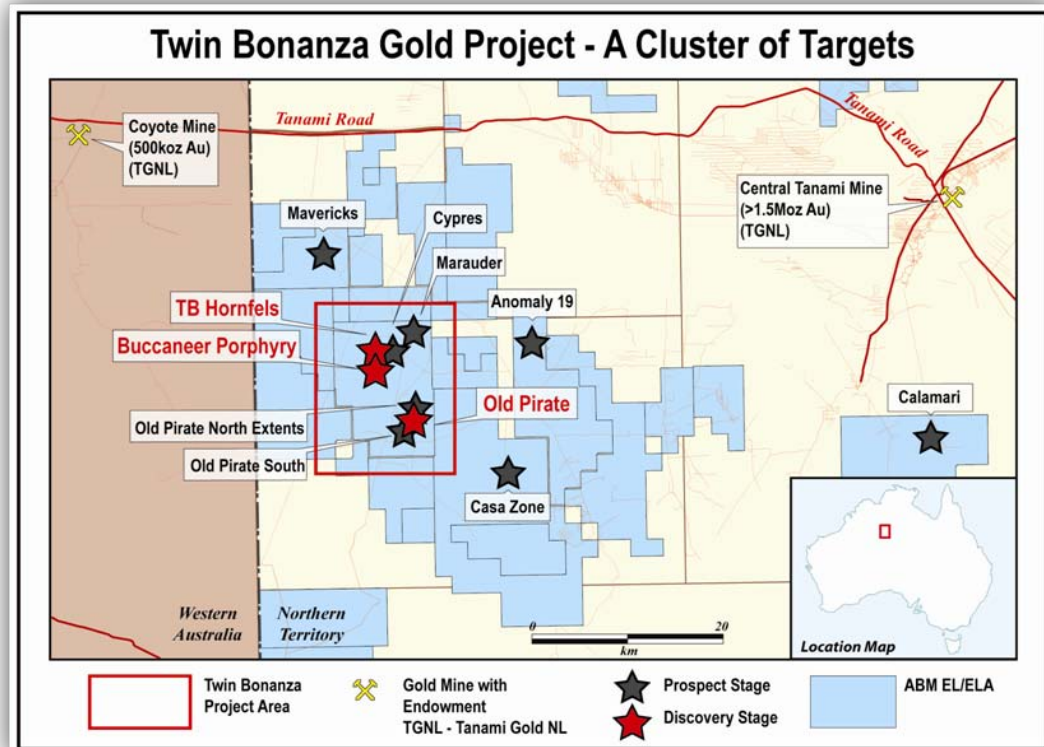 Twin Bonanza Gold Project - A Cluster of Targets
Tanami Road
Tanami Road
Coyote Mine
(500koz Au)
(TGNL)
Central Tanami Mine
(>1.5Moz Au)
(TGNL)
Mavericks
Cypres
Marauder
TB Hornfels
Anomaly 19
Buccaneer Porphyry
Old Pirate
Calamari
Old Pirate North Extents
Old Pirate South
Casa Zone
Western
Australia
Northern
Territory
0
20
km
Location Map
Twin Bonanza
Project Area
Gold Mine with
Endowment
TGNL - Tanami Gold NL
Prospect Stage
Discovery Stage
ABM EL/ELA